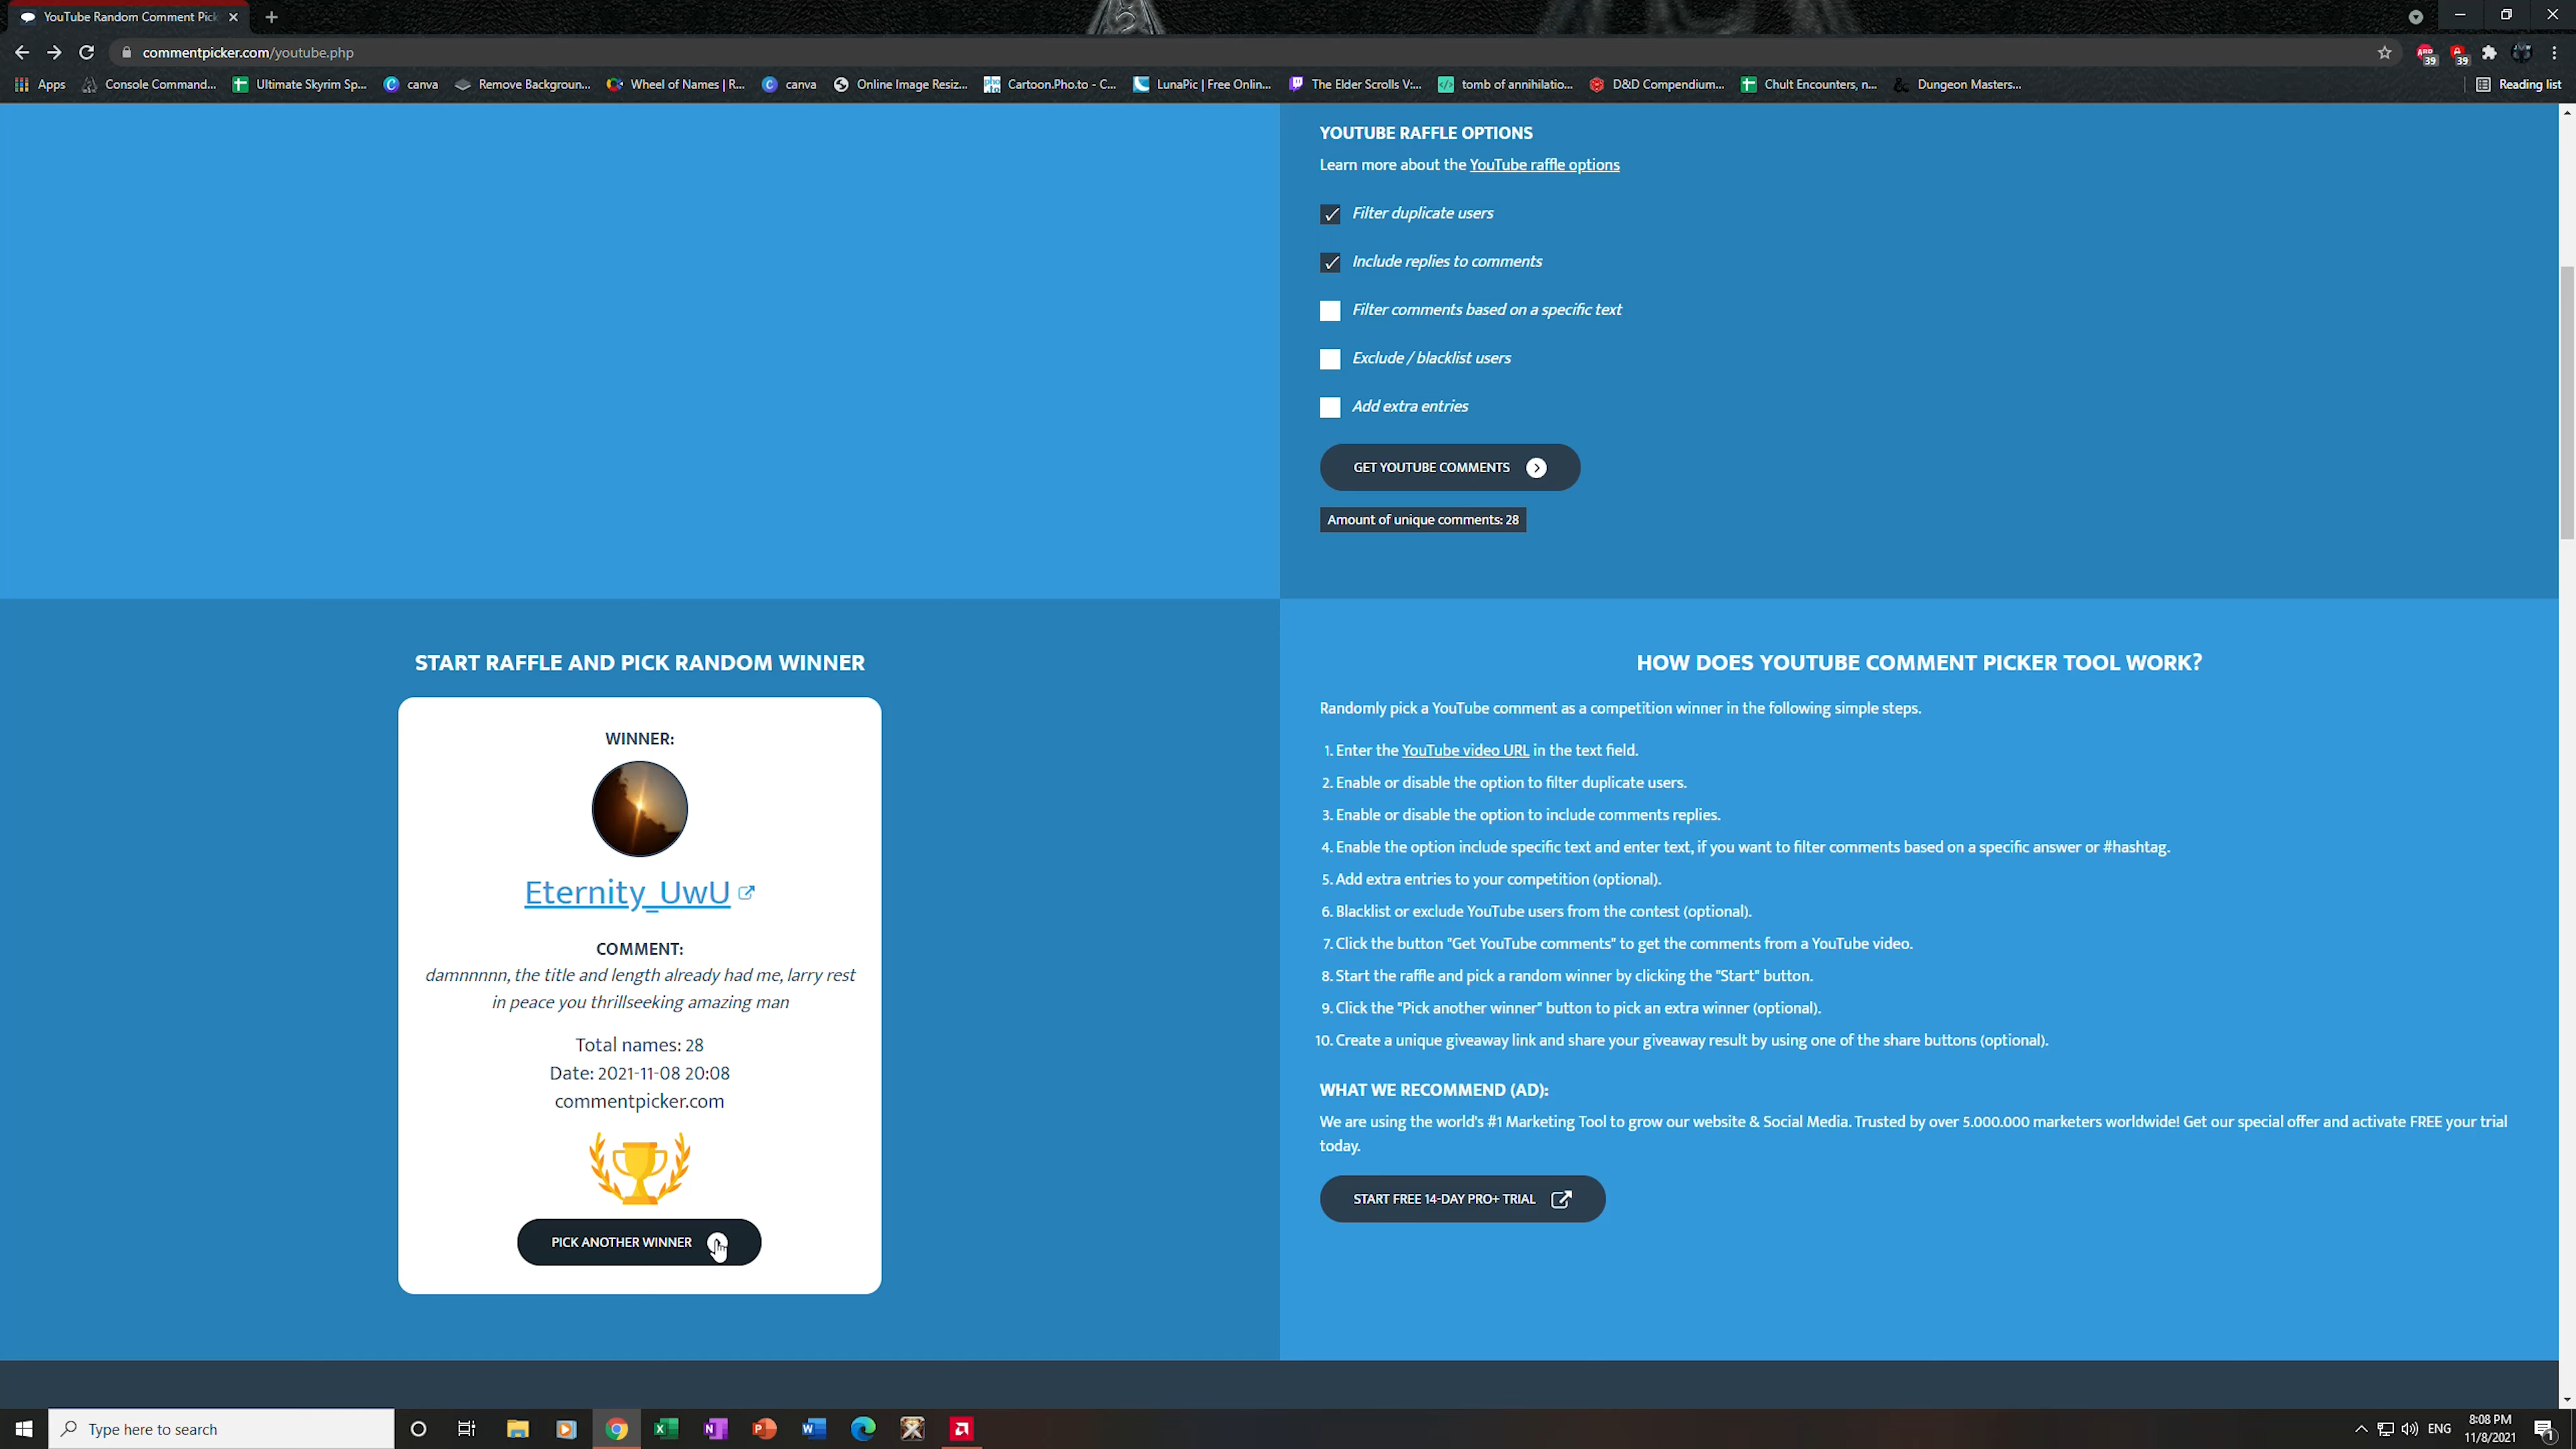 YouTube Random Comment Pick
commentpicker.com/youtube.php
Apps
Console Command...
Ultimate Skyrim Sp...
canva
Remove Backgroun...
Wheel of Names | R...
canva
Online Image Resiz...
Cartoon.Pho.to - C...
LunaPic | Free Onlin...
The Elder Scrolls V:...
tomb of annihilatio...
D&D Compendium...
Chult Encounters, n...
Dungeon Masters...
Reading list
39
39
YOUTUBE RAFFLE OPTIONS
Learn more about the YouTube raffle options
Filter duplicate users
Include replies to comments
Filter comments based on a specific text
Exclude / blacklist users
Add extra entries
GET YOUTUBE COMMENTS
Amount of unique comments: 28
START RAFFLE AND PICK RANDOM WINNER
WINNER:
Eternity_UwU
COMMENT:
damnnnnn, the title and length already had me, larry rest
in peace you thrillseeking amazing man
Total names: 28
Date: 2021-11-08 20:08
commentpicker.com
PICK ANOTHER WINNER
HOW DOES YOUTUBE COMMENT PICKER TOOL WORK?
Randomly pick a YouTube comment as a competition winner in the following simple steps.
1. Enter the YouTube video URL in the text field.
2. Enable or disable the option to filter duplicate users.
3. Enable or disable the option to include comments replies.
4. Enable the option include specific text and enter text, if you want to filter comments based on a specific answer or #hashtag.
5. Add extra entries to your competition (optional).
6. Blacklist or exclude YouTube users from the contest (optional).
7. Click the button "Get YouTube comments" to get the comments from a YouTube video.
8. Start the raffle and pick a random winner by clicking the "Start" button.
9. Click the "Pick another winner" button to pick an extra winner (optional).
10. Create a unique giveaway link and share your giveaway result by using one of the share buttons (optional).
WHAT WE RECOMMEND (AD):
We are using the world's #1 Marketing Tool to grow our website & Social Media. Trusted by over 5.000.000 marketers worldwide! Get our special offer and activate FREE your trial
today.
START FREE 14-DAY PRO+ TRIAL
Type here to search
ENG
8:08 PM
11/8/2021
1